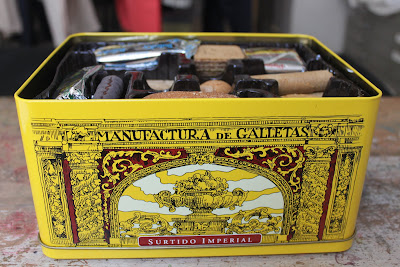 MANUFACTURA DE GALLETAS
SURTIDO IMPERIAL